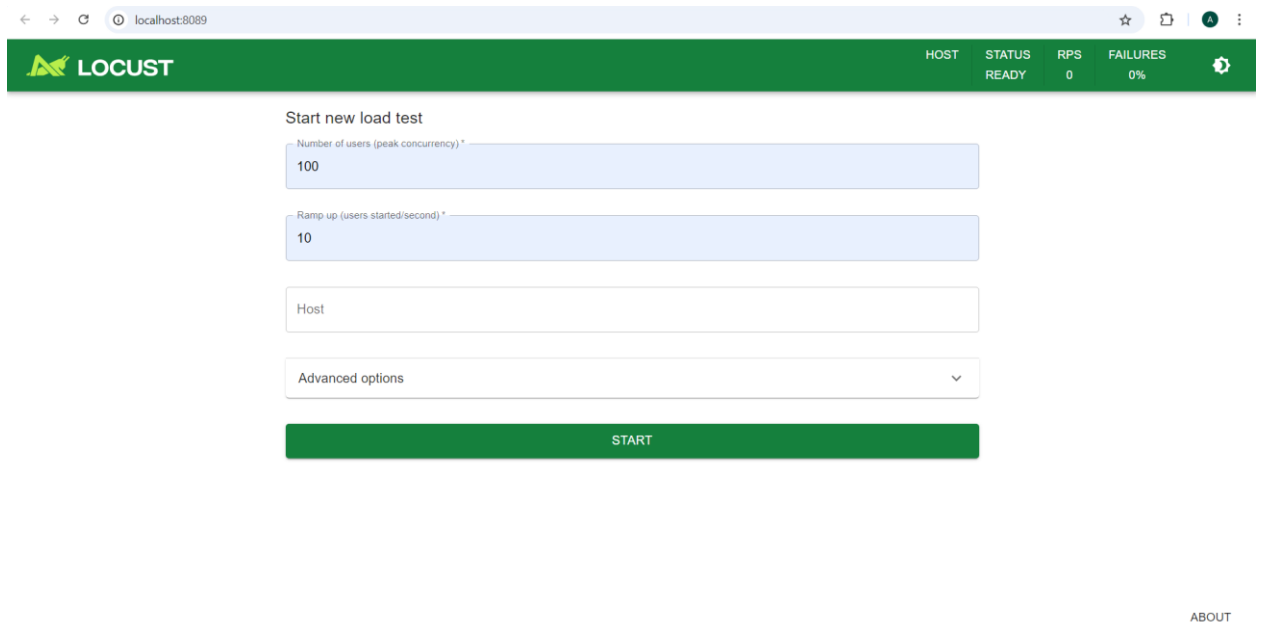 localhost:8089
A
LOCUST
HOST
STATUS
READY
RPS
0
FAILURES
0%
Start new load test
Number of users (peak concurrency) *
100
Ramp up (users started/second) *
10
Host
Advanced options
START
ABOUT